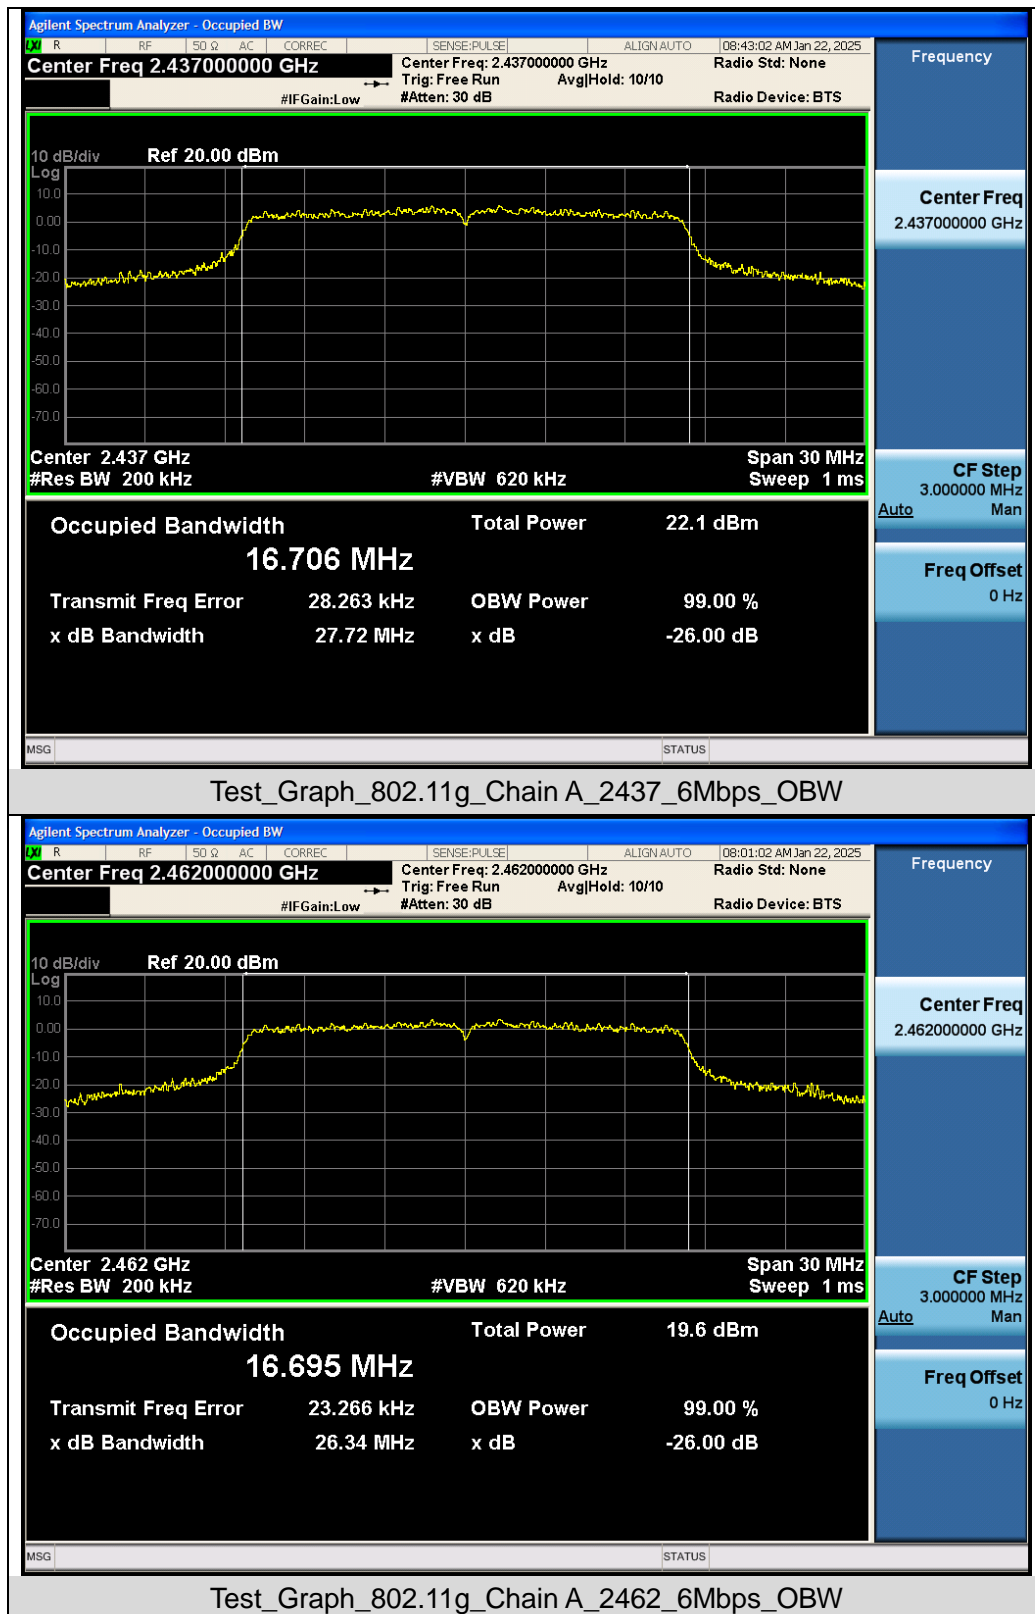 Agilent Spectrum Analyzer - Occupied BW
LXI R RF 50 Ω AC CORREC SENSE:PULSE ALIGN AUTO 08:43:02 AM Jan 22, 2025
Center Freq 2.437000000 GHz Center Freq: 2.437000000 GHz Radio Std: None
Trig: Free Run Avg|Hold: 10/10
#IFGain:Low #Atten: 30 dB Radio Device: BTS
10 dB/div Ref 20.00 dBm
Log
10.0
0.00
-10.0
-20.0
-30.0
-40.0
-50.0
-60.0
-70.0
Center 2.437 GHz Span 30 MHz
#Res BW 200 kHz #VBW 620 kHz Sweep 1 ms
Occupied Bandwidth Total Power 22.1 dBm
16.706 MHz
Transmit Freq Error 28.263 kHz OBW Power 99.00 %
x dB Bandwidth 27.72 MHz x dB -26.00 dB
MSG STATUS
Frequency
Center Freq
2.437000000 GHz
CF Step
3.000000 MHz
Auto Man
Freq Offset
0 Hz
Test_Graph_802.11g_Chain A_2437_6Mbps_OBW
Agilent Spectrum Analyzer - Occupied BW
LXI R RF 50 Ω AC CORREC SENSE:PULSE ALIGN AUTO 08:01:02 AM Jan 22, 2025
Center Freq 2.462000000 GHz Center Freq: 2.462000000 GHz Radio Std: None
Trig: Free Run Avg|Hold: 10/10
#IFGain:Low #Atten: 30 dB Radio Device: BTS
10 dB/div Ref 20.00 dBm
Log
10.0
0.00
-10.0
-20.0
-30.0
-40.0
-50.0
-60.0
-70.0
Center 2.462 GHz Span 30 MHz
#Res BW 200 kHz #VBW 620 kHz Sweep 1 ms
Occupied Bandwidth Total Power 19.6 dBm
16.695 MHz
Transmit Freq Error 23.266 kHz OBW Power 99.00 %
x dB Bandwidth 26.34 MHz x dB -26.00 dB
MSG STATUS
Frequency
Center Freq
2.462000000 GHz
CF Step
3.000000 MHz
Auto Man
Freq Offset
0 Hz
Test_Graph_802.11g_Chain A_2462_6Mbps_OBW